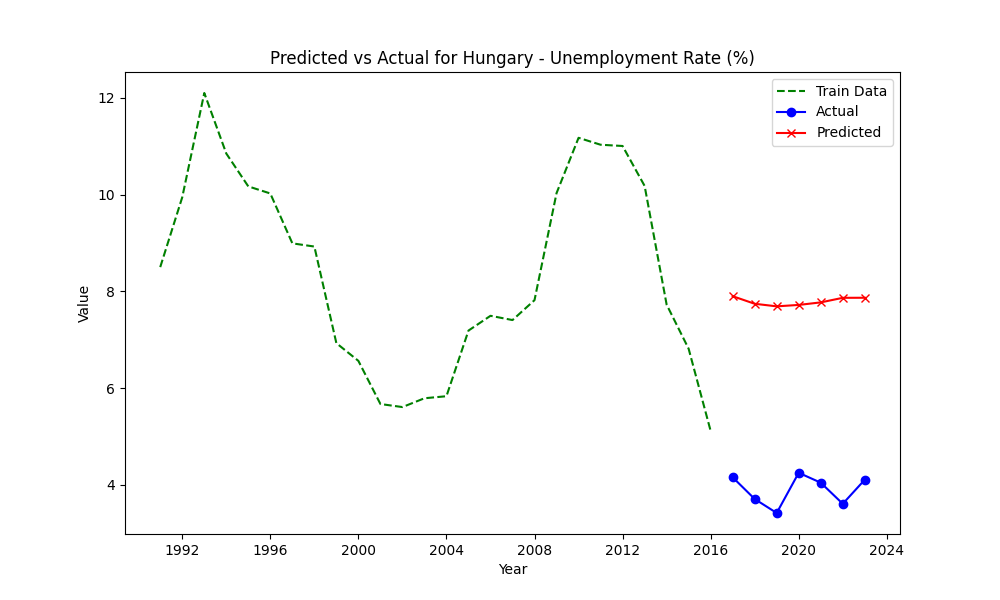 Predicted vs Actual for Hungary - Unemployment Rate (%)
Train Data
Actual
Predicted
12
10
8
6
4
Value
1992 1996 2000 2004 2008 2012 2016 2020 2024
Year